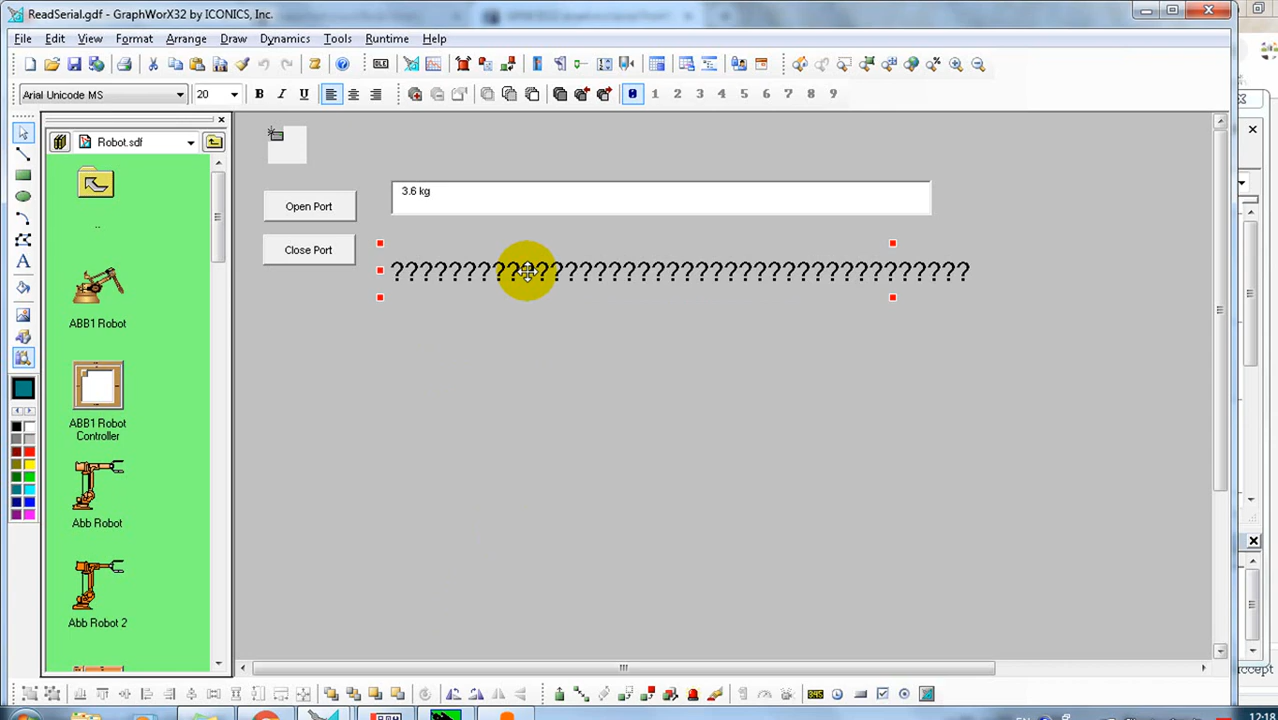 ReadSerial.gdf - GraphWorX32 by ICONICS, Inc.
File Edit View Format Arrange Draw Dynamics Tools Runtime Help
OLE
Arial Unicode MS 20 B I U 0 1 2 3 4 5 6 7 8 9
Robot.sdf
..
ABB1 Robot
ABB1 Robot
Controller
Abb Robot
Abb Robot 2
A
Open Port
3.6 kg
Close Port
????????????????????????????????????????
12:18